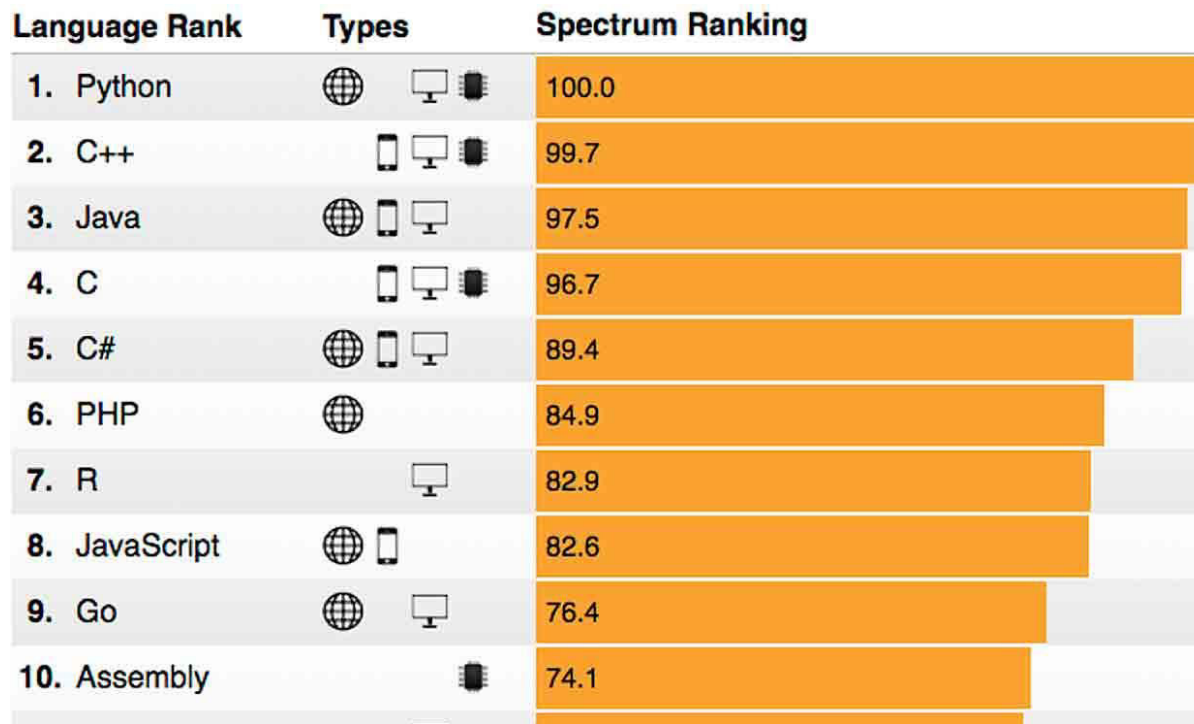 Language Rank Types Spectrum Ranking
1. Python 100.0
2. C++ 99.7
3. Java 97.5
4. C 96.7
5. C# 89.4
6. PHP 84.9
7. R 82.9
8. JavaScript 82.6
9. Go 76.4
10. Assembly 74.1